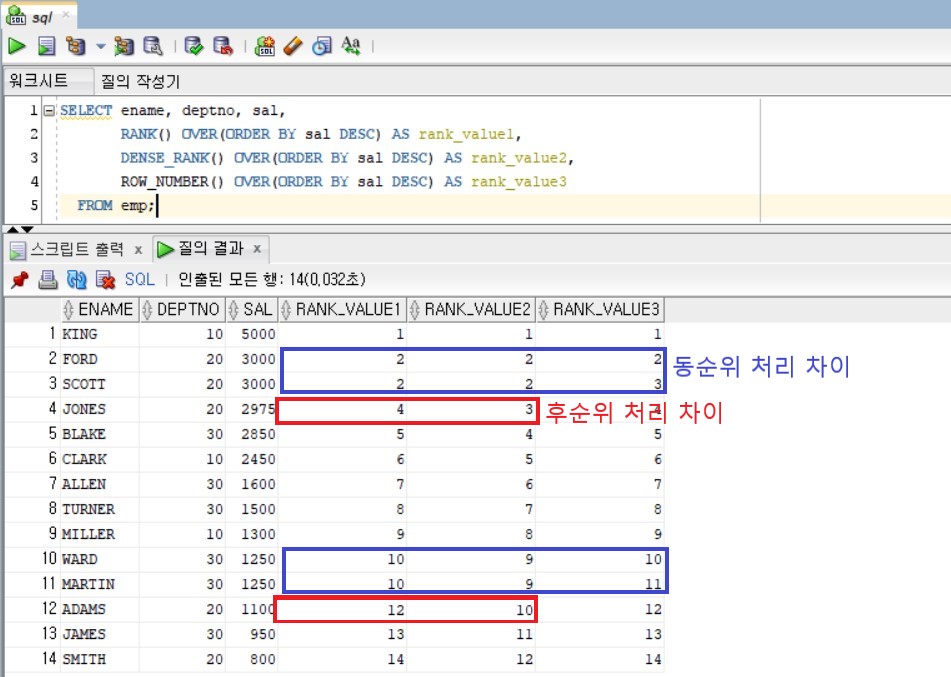 sql
워크시트 질의 작성기
1 SELECT ename, deptno, sal,
2 RANK() OVER(ORDER BY sal DESC) AS rank_value1,
3 DENSE_RANK() OVER(ORDER BY sal DESC) AS rank_value2,
4 ROW_NUMBER() OVER(ORDER BY sal DESC) AS rank_value3
5 FROM emp;
스크립트 출력 x 질의 결과 x
SQL | 인출된 모든 행: 14(0,032초)
ENAME DEPTNO SAL RANK_VALUE1 RANK_VALUE2 RANK_VALUE3
1 KING 10 5000 1 1 1
2 FORD 20 3000 2 2 2
동순위 처리 차이
3 SCOTT 20 3000 2 2 3
4 JONES 20 2975 4 3 4
후순위 처리 차이
5 BLAKE 30 2850 5 4 5
6 CLARK 10 2450 6 5 6
7 ALLEN 30 1600 7 6 7
8 TURNER 30 1500 8 7 8
9 MILLER 10 1300 9 8 9
10 WARD 30 1250 10 9 10
11 MARTIN 30 1250 10 9 11
12 ADAMS 20 1100 12 10 12
13 JAMES 30 950 13 11 13
14 SMITH 20 800 14 12 14